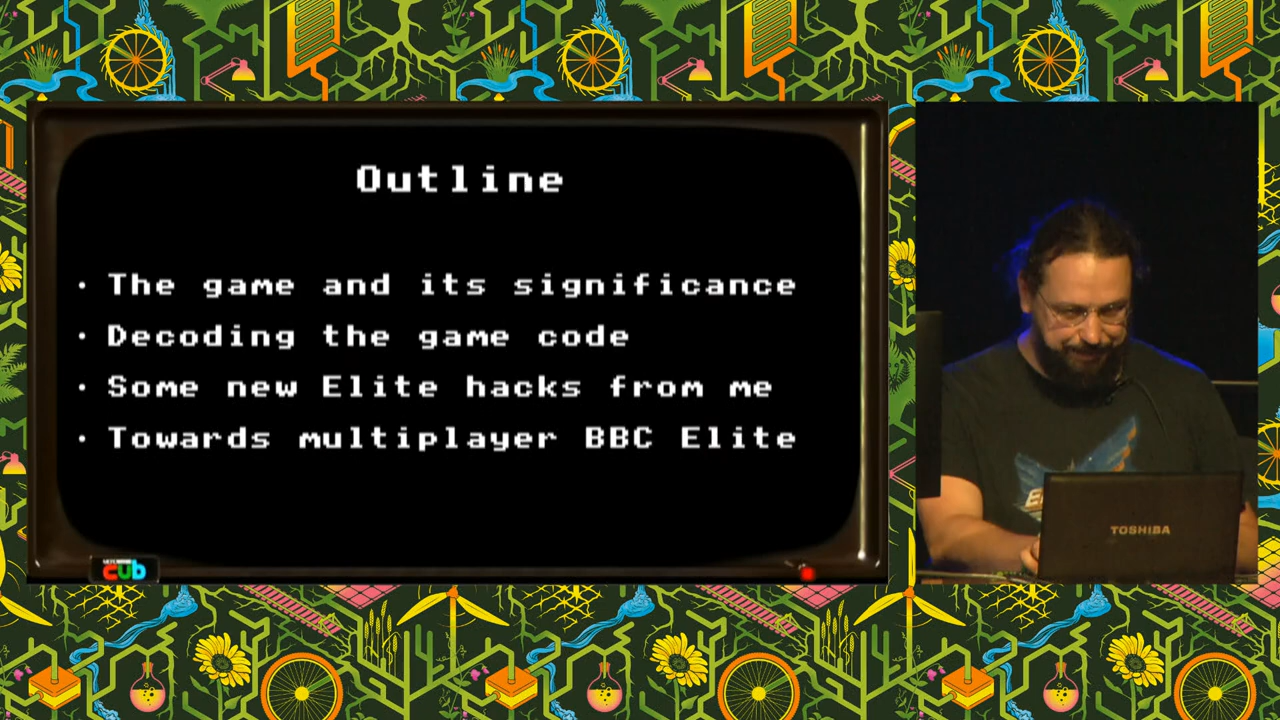 Outline
· The game and its significance
· Decoding the game code
· Some new Elite hacks from me
· Towards multiplayer BBC Elite
cub
TOSHIBA